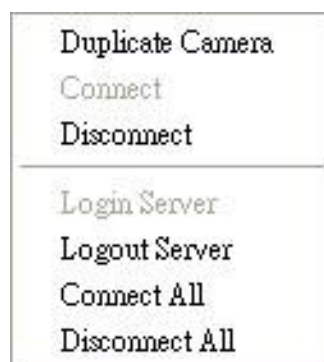 Duplicate Camera
Connect
Disconnect
Login Server
Logout Server
Connect All
Disconnect All